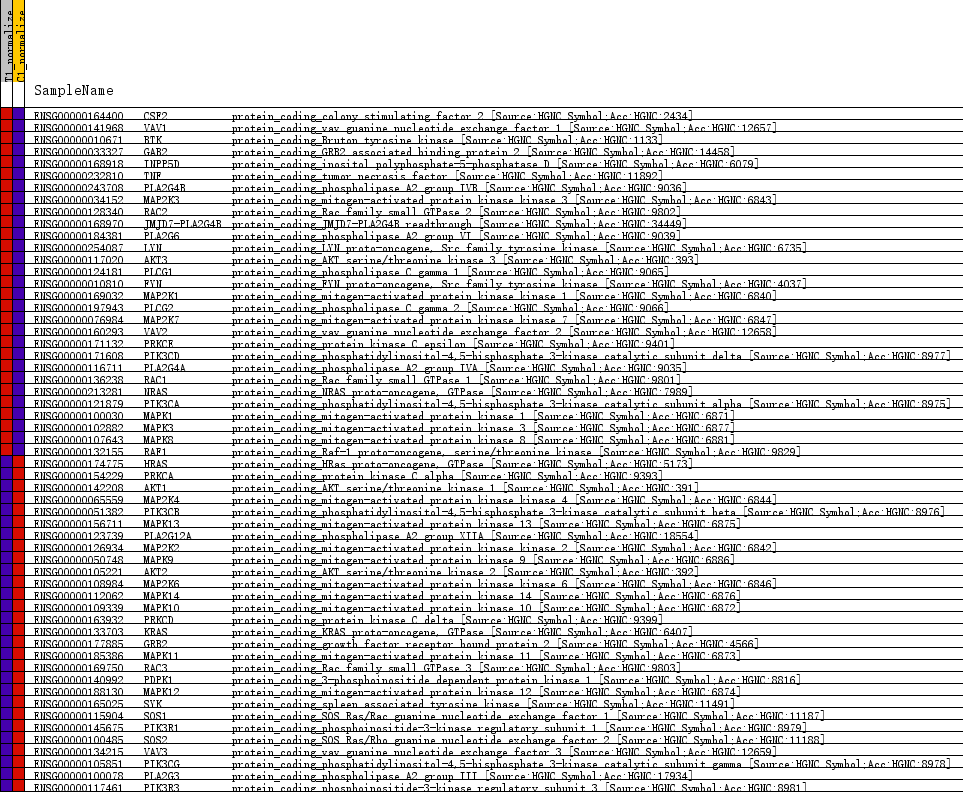 T1_normalize
C1_normalize
SampleName
ENSG00000164400 CSF2 protein_coding_colony stimulating factor 2 [Source:HGNC Symbol;Acc:HGNC:2434]
ENSG00000141968 VAV1 protein_coding_vav guanine nucleotide exchange factor 1 [Source:HGNC Symbol;Acc:HGNC:12657]
ENSG00000010671 BTK protein_coding_Bruton tyrosine kinase [Source:HGNC Symbol;Acc:HGNC:1133]
ENSG00000033327 GAB2 protein_coding_GRB2 associated binding protein 2 [Source:HGNC Symbol;Acc:HGNC:14458]
ENSG00000168918 INPP5D protein_coding_inositol polyphosphate-5-phosphatase D [Source:HGNC Symbol;Acc:HGNC:6079]
ENSG00000232810 TNF protein_coding_tumor necrosis factor [Source:HGNC Symbol;Acc:HGNC:11892]
ENSG00000243708 PLA2G4B protein_coding_phospholipase A2 group IVB [Source:HGNC Symbol;Acc:HGNC:9036]
ENSG00000034152 MAP2K3 protein_coding_mitogen-activated protein kinase kinase 3 [Source:HGNC Symbol;Acc:HGNC:6843]
ENSG00000128340 RAC2 protein_coding_Rac family small GTPase 2 [Source:HGNC Symbol;Acc:HGNC:9802]
ENSG00000168970 JMJD7-PLA2G4B protein_coding_JMJD7-PLA2G4B readthrough [Source:HGNC Symbol;Acc:HGNC:34449]
ENSG00000184381 PLA2G6 protein_coding_phospholipase A2 group VI [Source:HGNC Symbol;Acc:HGNC:9039]
ENSG00000254087 LYN protein_coding_LYN proto-oncogene, Src family tyrosine kinase [Source:HGNC Symbol;Acc:HGNC:6735]
ENSG00000117020 AKT3 protein_coding_AKT serine/threonine kinase 3 [Source:HGNC Symbol;Acc:HGNC:393]
ENSG00000124181 PLCG1 protein_coding_phospholipase C gamma 1 [Source:HGNC Symbol;Acc:HGNC:9065]
ENSG00000010810 FYN protein_coding_FYN proto-oncogene, Src family tyrosine kinase [Source:HGNC Symbol;Acc:HGNC:4037]
ENSG00000169032 MAP2K1 protein_coding_mitogen-activated protein kinase kinase 1 [Source:HGNC Symbol;Acc:HGNC:6840]
ENSG00000197943 PLCG2 protein_coding_phospholipase C gamma 2 [Source:HGNC Symbol;Acc:HGNC:9066]
ENSG00000076984 MAP2K7 protein_coding_mitogen-activated protein kinase kinase 7 [Source:HGNC Symbol;Acc:HGNC:6847]
ENSG00000160293 VAV2 protein_coding_vav guanine nucleotide exchange factor 2 [Source:HGNC Symbol;Acc:HGNC:12658]
ENSG00000171132 PRKCE protein_coding_protein kinase C epsilon [Source:HGNC Symbol;Acc:HGNC:9401]
ENSG00000171608 PIK3CD protein_coding_phosphatidylinositol-4,5-bisphosphate 3-kinase catalytic subunit delta [Source:HGNC Symbol;Acc:HGNC:8977]
ENSG00000116711 PLA2G4A protein_coding_phospholipase A2 group IVA [Source:HGNC Symbol;Acc:HGNC:9035]
ENSG00000136238 RAC1 protein_coding_Rac family small GTPase 1 [Source:HGNC Symbol;Acc:HGNC:9801]
ENSG00000213281 NRAS protein_coding_NRAS proto-oncogene, GTPase [Source:HGNC Symbol;Acc:HGNC:7989]
ENSG00000121879 PIK3CA protein_coding_phosphatidylinositol-4,5-bisphosphate 3-kinase catalytic subunit alpha [Source:HGNC Symbol;Acc:HGNC:8975]
ENSG00000100030 MAPK1 protein_coding_mitogen-activated protein kinase 1 [Source:HGNC Symbol;Acc:HGNC:6871]
ENSG00000102882 MAPK3 protein_coding_mitogen-activated protein kinase 3 [Source:HGNC Symbol;Acc:HGNC:6877]
ENSG00000107643 MAPK8 protein_coding_mitogen-activated protein kinase 8 [Source:HGNC Symbol;Acc:HGNC:6881]
ENSG00000132155 RAF1 protein_coding_Raf-1 proto-oncogene, serine/threonine kinase [Source:HGNC Symbol;Acc:HGNC:9829]
ENSG00000174775 HRAS protein_coding_HRas proto-oncogene, GTPase [Source:HGNC Symbol;Acc:HGNC:5173]
ENSG00000154229 PRKCA protein_coding_protein kinase C alpha [Source:HGNC Symbol;Acc:HGNC:9393]
ENSG00000142208 AKT1 protein_coding_AKT serine/threonine kinase 1 [Source:HGNC Symbol;Acc:HGNC:391]
ENSG00000065559 MAP2K4 protein_coding_mitogen-activated protein kinase kinase 4 [Source:HGNC Symbol;Acc:HGNC:6844]
ENSG00000051382 PIK3CB protein_coding_phosphatidylinositol-4,5-bisphosphate 3-kinase catalytic subunit beta [Source:HGNC Symbol;Acc:HGNC:8976]
ENSG00000156711 MAPK13 protein_coding_mitogen-activated protein kinase 13 [Source:HGNC Symbol;Acc:HGNC:6875]
ENSG00000123739 PLA2G12A protein_coding_phospholipase A2 group XIIA [Source:HGNC Symbol;Acc:HGNC:18554]
ENSG00000126934 MAP2K2 protein_coding_mitogen-activated protein kinase kinase 2 [Source:HGNC Symbol;Acc:HGNC:6842]
ENSG00000050748 MAPK9 protein_coding_mitogen-activated protein kinase 9 [Source:HGNC Symbol;Acc:HGNC:6886]
ENSG00000105221 AKT2 protein_coding_AKT serine/threonine kinase 2 [Source:HGNC Symbol;Acc:HGNC:392]
ENSG00000108984 MAP2K6 protein_coding_mitogen-activated protein kinase kinase 6 [Source:HGNC Symbol;Acc:HGNC:6846]
ENSG00000112062 MAPK14 protein_coding_mitogen-activated protein kinase 14 [Source:HGNC Symbol;Acc:HGNC:6876]
ENSG00000109339 MAPK10 protein_coding_mitogen-activated protein kinase 10 [Source:HGNC Symbol;Acc:HGNC:6872]
ENSG00000163932 PRKCD protein_coding_protein kinase C delta [Source:HGNC Symbol;Acc:HGNC:9399]
ENSG00000133703 KRAS protein_coding_KRAS proto-oncogene, GTPase [Source:HGNC Symbol;Acc:HGNC:6407]
ENSG00000177885 GRB2 protein_coding_growth factor receptor bound protein 2 [Source:HGNC Symbol;Acc:HGNC:4566]
ENSG00000185386 MAPK11 protein_coding_mitogen-activated protein kinase 11 [Source:HGNC Symbol;Acc:HGNC:6873]
ENSG00000169750 RAC3 protein_coding_Rac family small GTPase 3 [Source:HGNC Symbol;Acc:HGNC:9803]
ENSG00000140992 PDPK1 protein_coding_3-phosphoinositide dependent protein kinase 1 [Source:HGNC Symbol;Acc:HGNC:8816]
ENSG00000188130 MAPK12 protein_coding_mitogen-activated protein kinase 12 [Source:HGNC Symbol;Acc:HGNC:6874]
ENSG00000165025 SYK protein_coding_spleen associated tyrosine kinase [Source:HGNC Symbol;Acc:HGNC:11491]
ENSG00000115904 SOS1 protein_coding_SOS Ras/Rac guanine nucleotide exchange factor 1 [Source:HGNC Symbol;Acc:HGNC:11187]
ENSG00000145675 PIK3R1 protein_coding_phosphoinositide-3-kinase regulatory subunit 1 [Source:HGNC Symbol;Acc:HGNC:8979]
ENSG00000100485 SOS2 protein_coding_SOS Ras/Rho guanine nucleotide exchange factor 2 [Source:HGNC Symbol;Acc:HGNC:11188]
ENSG00000134215 VAV3 protein_coding_vav guanine nucleotide exchange factor 3 [Source:HGNC Symbol;Acc:HGNC:12659]
ENSG00000105851 PIK3CG protein_coding_phosphatidylinositol-4,5-bisphosphate 3-kinase catalytic subunit gamma [Source:HGNC Symbol;Acc:HGNC:8978]
ENSG00000100078 PLA2G3 protein_coding_phospholipase A2 group III [Source:HGNC Symbol;Acc:HGNC:17934]
ENSG00000117461 PIK3R3 protein_coding_phosphoinositide-3-kinase regulatory subunit 3 [Source:HGNC Symbol;Acc:HGNC:8981]